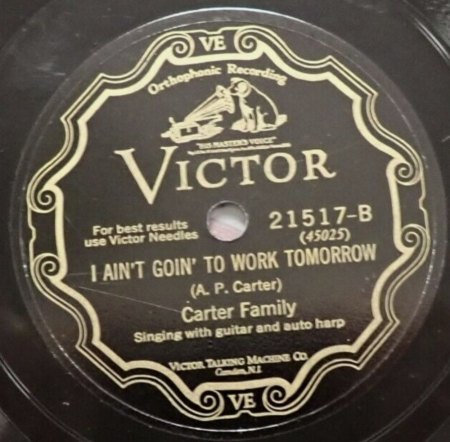 VE
Orthophonic Recording
"HIS MASTER'S VOICE"
VICTOR
For best results
use Victor Needles
21517-B
(45025)
I AIN'T GOIN' TO WORK TOMORROW
(A. P. Carter)
Carter Family
Singing with guitar and auto harp
VICTOR TALKING MACHINE CO.
Camden, N.J.
VE